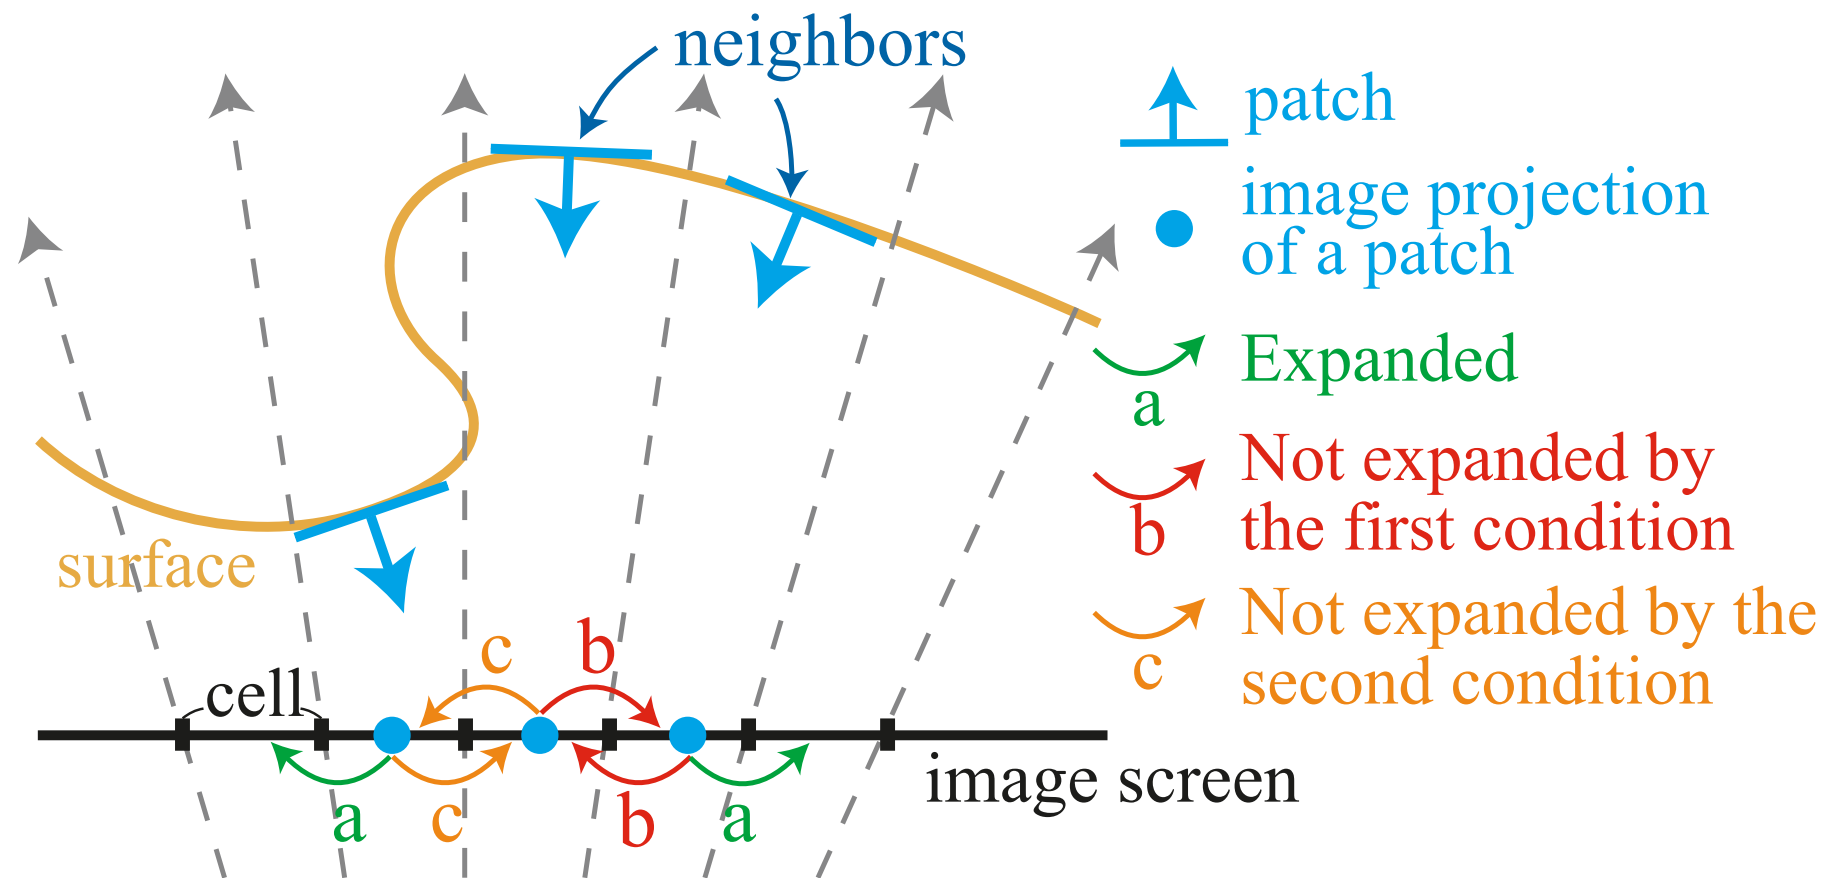 neighbors
patch
image projection
of a patch
Expanded
a
Not expanded by
the first condition
b
surface
Not expanded by the
second condition
c
c
b
cell
image screen
a
c
b
a